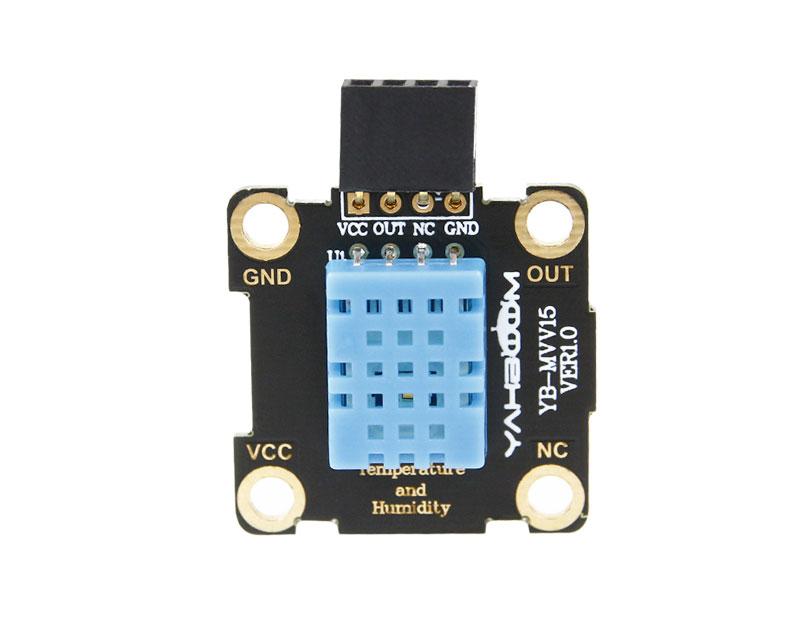 VCC OUT NC GND
U1
GND
OUT
YAHBOOM
YB-MVV15
VER1.0
VCC
NC
Temperature
and
Humidity